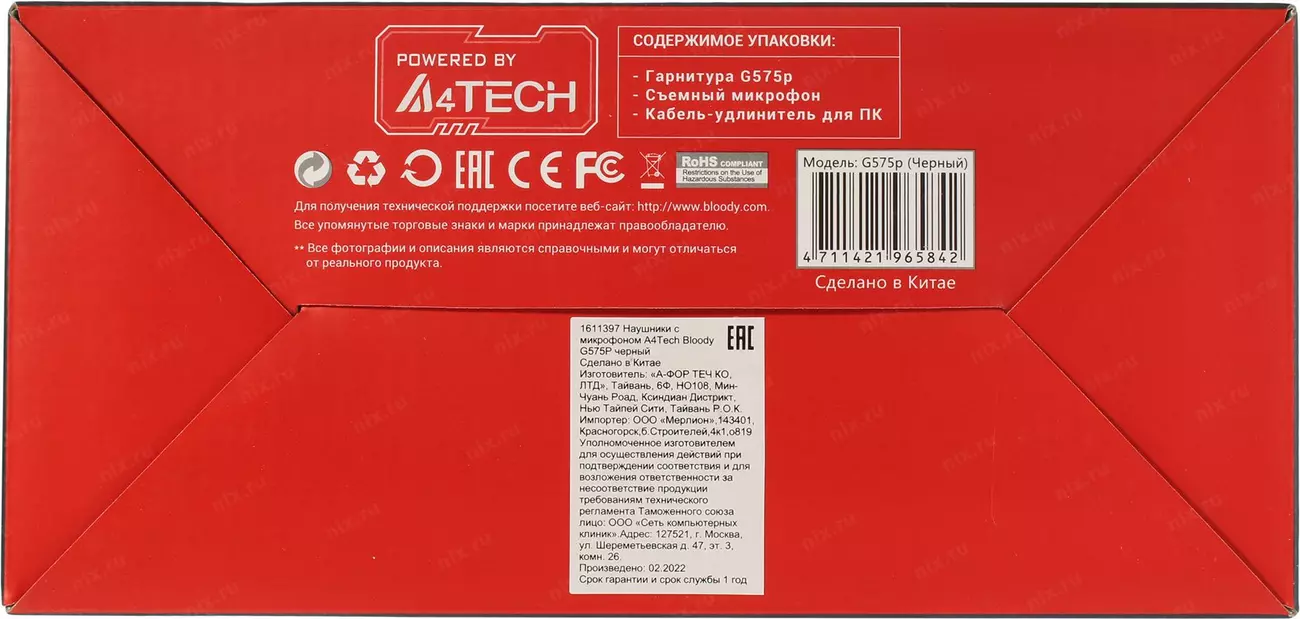 POWERED BY
A4TECH
СОДЕРЖИМОЕ УПАКОВКИ:
- Гарнитура G575p
- Съемный микрофон
- Кабель-удлинитель для ПК
EAC CE FC
RoHS COMPLIANT
Restrictions on the Use of
Hazardous Substances
Для получения технической поддержки посетите веб-сайт: http://www.bloody.com.
Все упомянутые торговые знаки и марки принадлежат правообладателю.
** Все фотографии и описания являются справочными и могут отличаться
от реального продукта.
Модель: G575p (Черный)
4 711421 965842
Сделано в Китае
EAC
1611397 Наушники с
микрофоном A4Tech Bloody
G575P черный
Сделано в Китае
Изготовитель: «А-ФОР ТЕЧ КО,
ЛТД», Тайвань, 6Ф, НО108, Мин-
Чуань Роад, Ксиндиан Дистрикт,
Нью Тайпей Сити, Тайвань Р.О.К.
Импортер: ООО «Мерлион»,143401,
Красногорск,б.Строителей,4к1,о819
Уполномоченное изготовителем
для осуществления действий при
подтверждении соответствия и для
возложения ответственности за
несоответствие продукции
требованиям технического
регламента Таможенного союза
лицо: ООО «Сеть компьютерных
клиник».Адрес: 127521, г. Москва,
ул. Шереметьевская д. 47, эт. 3,
комн. 26.
Произведено: 02.2022
Срок гарантии и срок службы 1 год
nix.ru